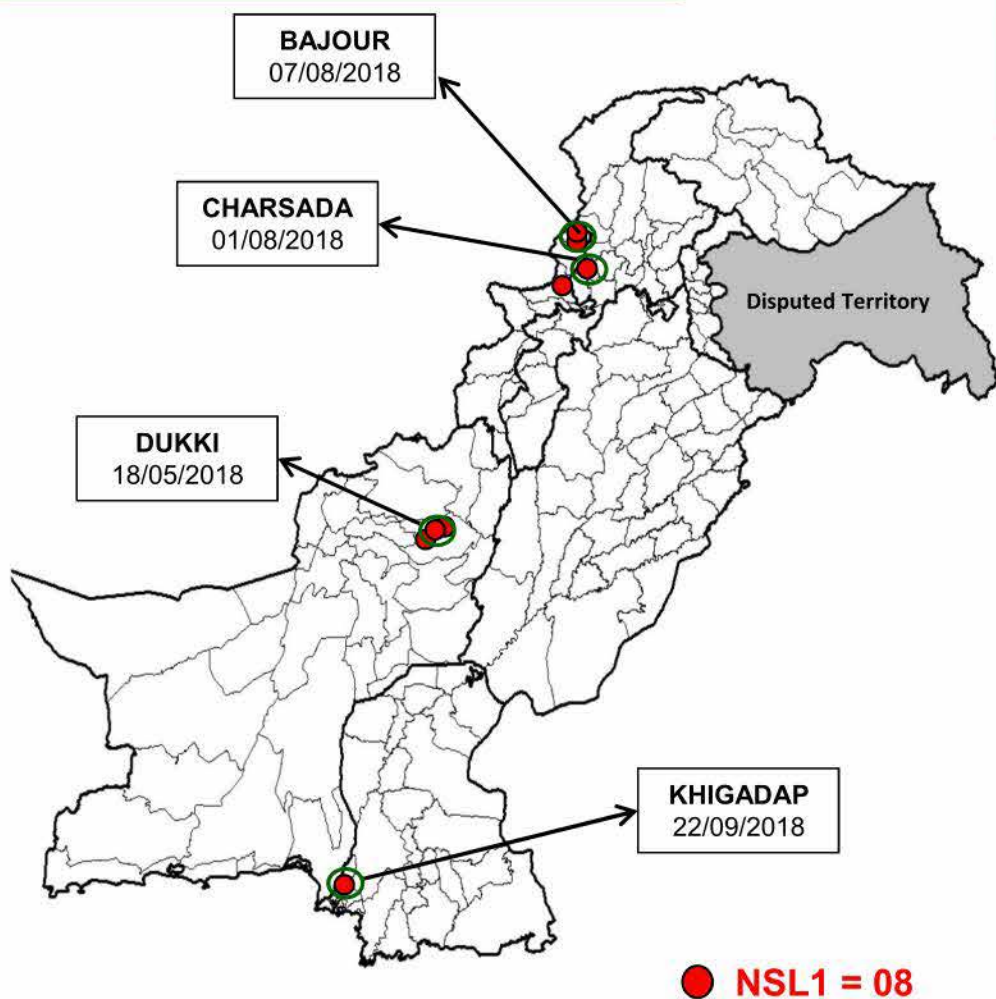 BAJOUR
07/08/2018
CHARSADA
01/08/2018
Disputed Territory
DUKKI
18/05/2018
KHIGADAP
22/09/2018
NSL1 = 08